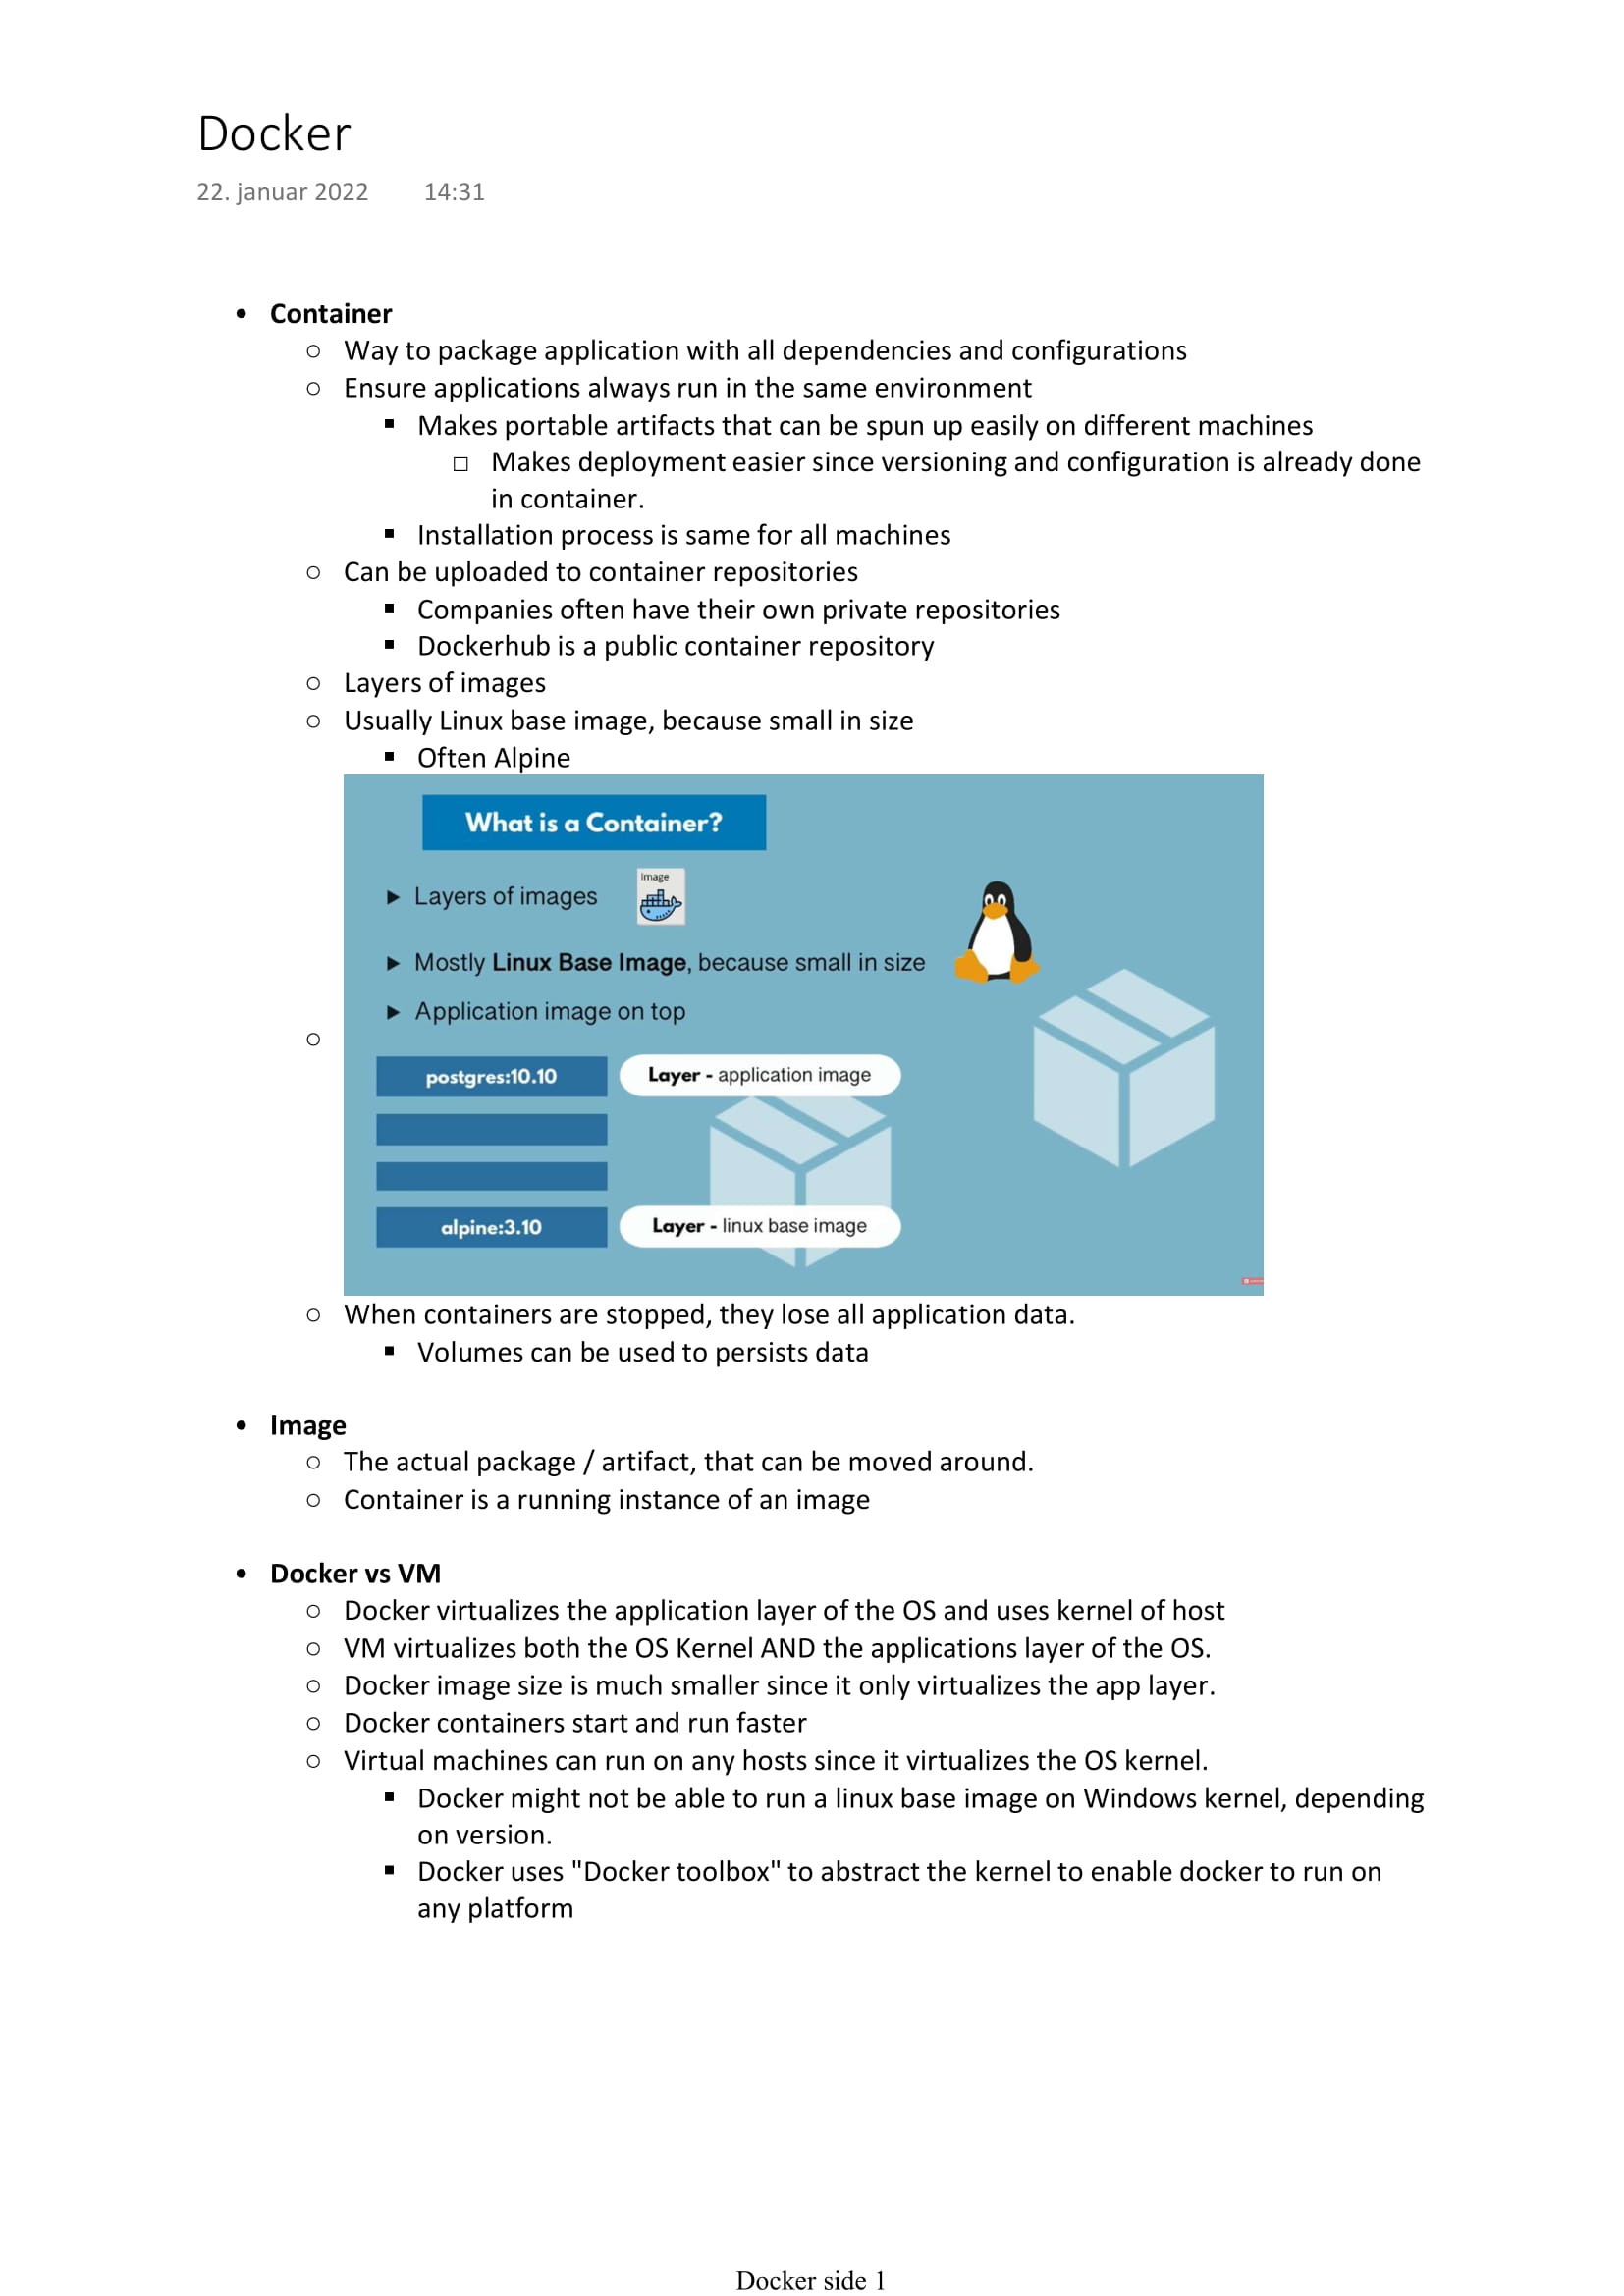 Docker
22. januar 2022 14:31
• Container
○ Way to package application with all dependencies and configurations
○ Ensure applications always run in the same environment
▪ Makes portable artifacts that can be spun up easily on different machines
□ Makes deployment easier since versioning and configuration is already done
in container.
▪ Installation process is same for all machines
○ Can be uploaded to container repositories
▪ Companies often have their own private repositories
▪ Dockerhub is a public container repository
○ Layers of images
○ Usually Linux base image, because small in size
▪ Often Alpine
What is a Container?
► Layers of images
Image
► Mostly Linux Base Image, because small in size
► Application image on top
○
postgres:10.10 Layer - application image
alpine:3.10 Layer - linux base image
○ When containers are stopped, they lose all application data.
▪ Volumes can be used to persists data
• Image
○ The actual package / artifact, that can be moved around.
○ Container is a running instance of an image
• Docker vs VM
○ Docker virtualizes the application layer of the OS and uses kernel of host
○ VM virtualizes both the OS Kernel AND the applications layer of the OS.
○ Docker image size is much smaller since it only virtualizes the app layer.
○ Docker containers start and run faster
○ Virtual machines can run on any hosts since it virtualizes the OS kernel.
▪ Docker might not be able to run a linux base image on Windows kernel, depending
on version.
▪ Docker uses "Docker toolbox" to abstract the kernel to enable docker to run on
any platform
Docker side 1